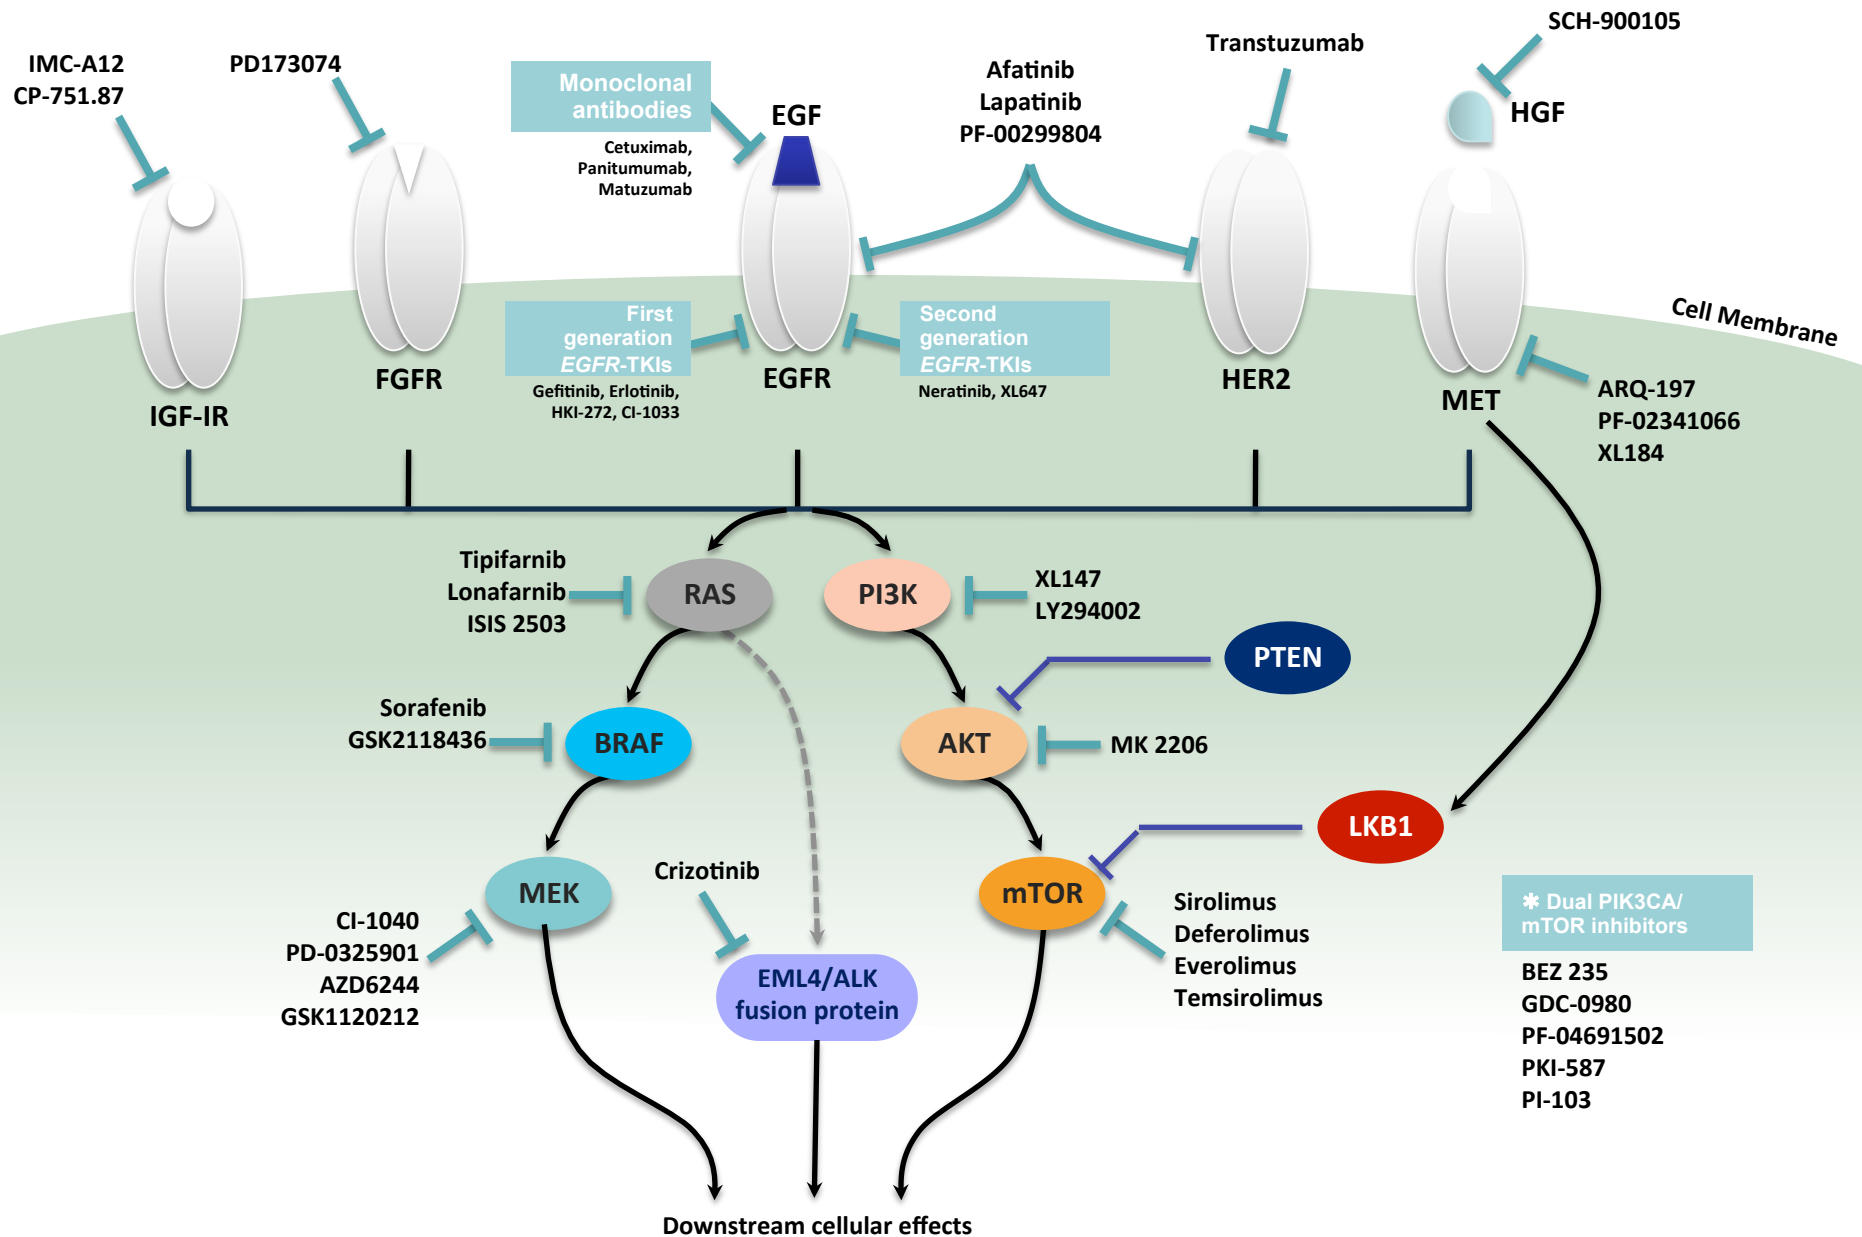 SCH-900105
Transtuzumab
IMC-A12
CP-751.87
PD173074
Monoclonal
antibodies
Cetuximab,
Panitumumab,
Matuzumab
EGF
Afatinib
Lapatinib
PF-00299804
HGF
Cell Membrane
First
generation
EGFR-TKIs
Gefitinib, Erlotinib,
HKI-272, CI-1033
Second
generation
EGFR-TKIs
Neratinib, XL647
IGF-IR
FGFR
EGFR
HER2
MET
ARQ-197
PF-02341066
XL184
Tipifarnib
Lonafarnib
ISIS 2503
RAS
PI3K
XL147
LY294002
PTEN
Sorafenib
GSK2118436
BRAF
AKT
MK 2206
LKB1
Crizotinib
MEK
mTOR
CI-1040
PD-0325901
AZD6244
GSK1120212
EML4/ALK
fusion protein
Sirolimus
Deferolimus
Everolimus
Temsirolimus
✱ Dual PIK3CA/
mTOR inhibitors
BEZ 235
GDC-0980
PF-04691502
PKI-587
PI-103
Downstream cellular effects